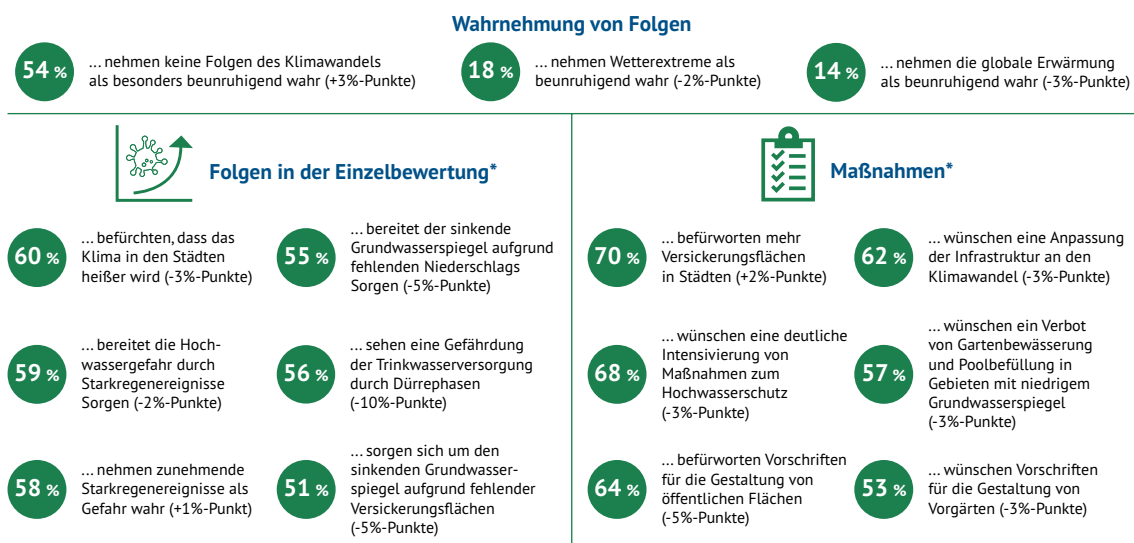 Wahrnehmung von Folgen
54 %
... nehmen keine Folgen des Klimawandels
als besonders beunruhigend wahr (+3%-Punkte)
18 %
... nehmen Wetterextreme als
beunruhigend wahr (-2%-Punkte)
14 %
... nehmen die globale Erwärmung
als beunruhigend wahr (-3%-Punkte)
Folgen in der Einzelbewertung*
60 %
... befürchten, dass das
Klima in den Städten
heißer wird (-3%-Punkte)
55 %
... bereitet der sinkende
Grundwasserspiegel aufgrund
fehlenden Niederschlags
Sorgen (-5%-Punkte)
59 %
... bereitet die Hoch-
wassergefahr durch
Starkregenereignisse
Sorgen (-2%-Punkte)
56 %
... sehen eine Gefährdung
der Trinkwasserversorgung
durch Dürrephasen
(-10%-Punkte)
58 %
... nehmen zunehmende
Starkregenereignisse als
Gefahr wahr (+1%-Punkt)
51 %
... sorgen sich um den
sinkenden Grundwasser-
spiegel aufgrund fehlender
Versickerungsflächen
(-5%-Punkte)
Maßnahmen*
70 %
... befürworten mehr
Versickerungsflächen
in Städten (+2%-Punkte)
62 %
... wünschen eine Anpassung
der Infrastruktur an den
Klimawandel (-3%-Punkte)
68 %
... wünschen eine deutliche
Intensivierung von
Maßnahmen zum
Hochwasserschutz
(-3%-Punkte)
57 %
... wünschen ein Verbot
von Gartenbewässerung
und Poolbefüllung in
Gebieten mit niedrigem
Grundwasserspiegel
(-3%-Punkte)
64 %
... befürworten Vorschriften
für die Gestaltung von
öffentlichen Flächen
(-5%-Punkte)
53 %
... wünschen Vorschriften
für die Gestaltung von
Vorgärten (-3%-Punkte)